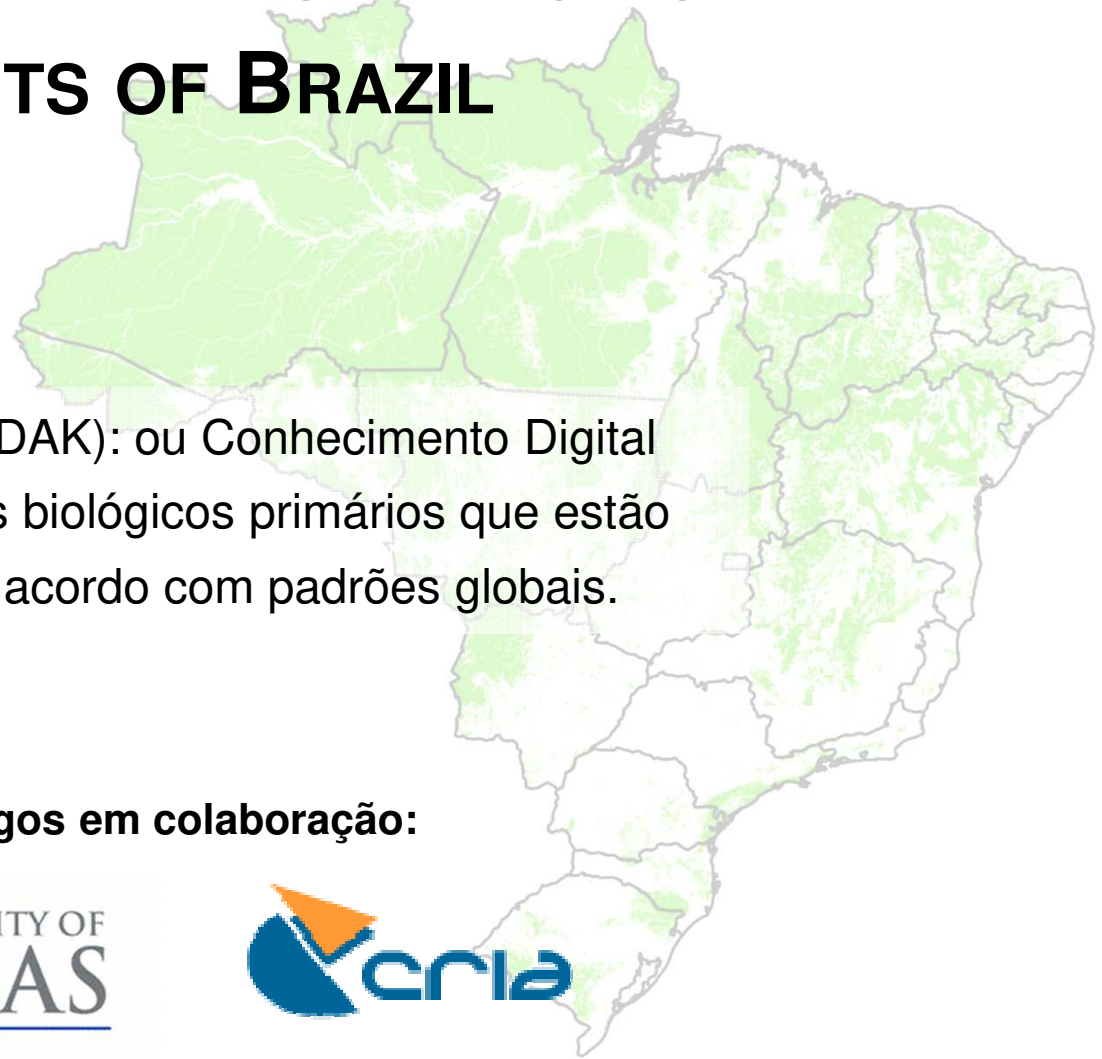 TS OF BRAZIL
DAK): ou Conhecimento Digital
s biológicos primários que estão
acordo com padrões globais.
gos em colaboração:
ITY OF
AS
cria